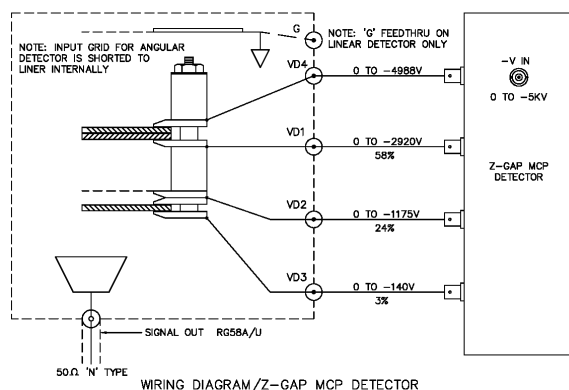 G
NOTE: 'G' FEEDTHRU ON
LINEAR DETECTOR ONLY
NOTE: INPUT GRID FOR ANGULAR
DETECTOR IS SHORTED TO
LINER INTERNALLY
VD4
0 TO -4988V
-V IN
0 TO -5KV
VD1
0 TO -2920V
58%
Z-GAP MCP
DETECTOR
VD2
0 TO -1175V
24%
VD3
0 TO -140V
3%
SIGNAL OUT RG58A/U
50Ω 'N' TYPE
WIRING DIAGRAM/Z-GAP MCP DETECTOR